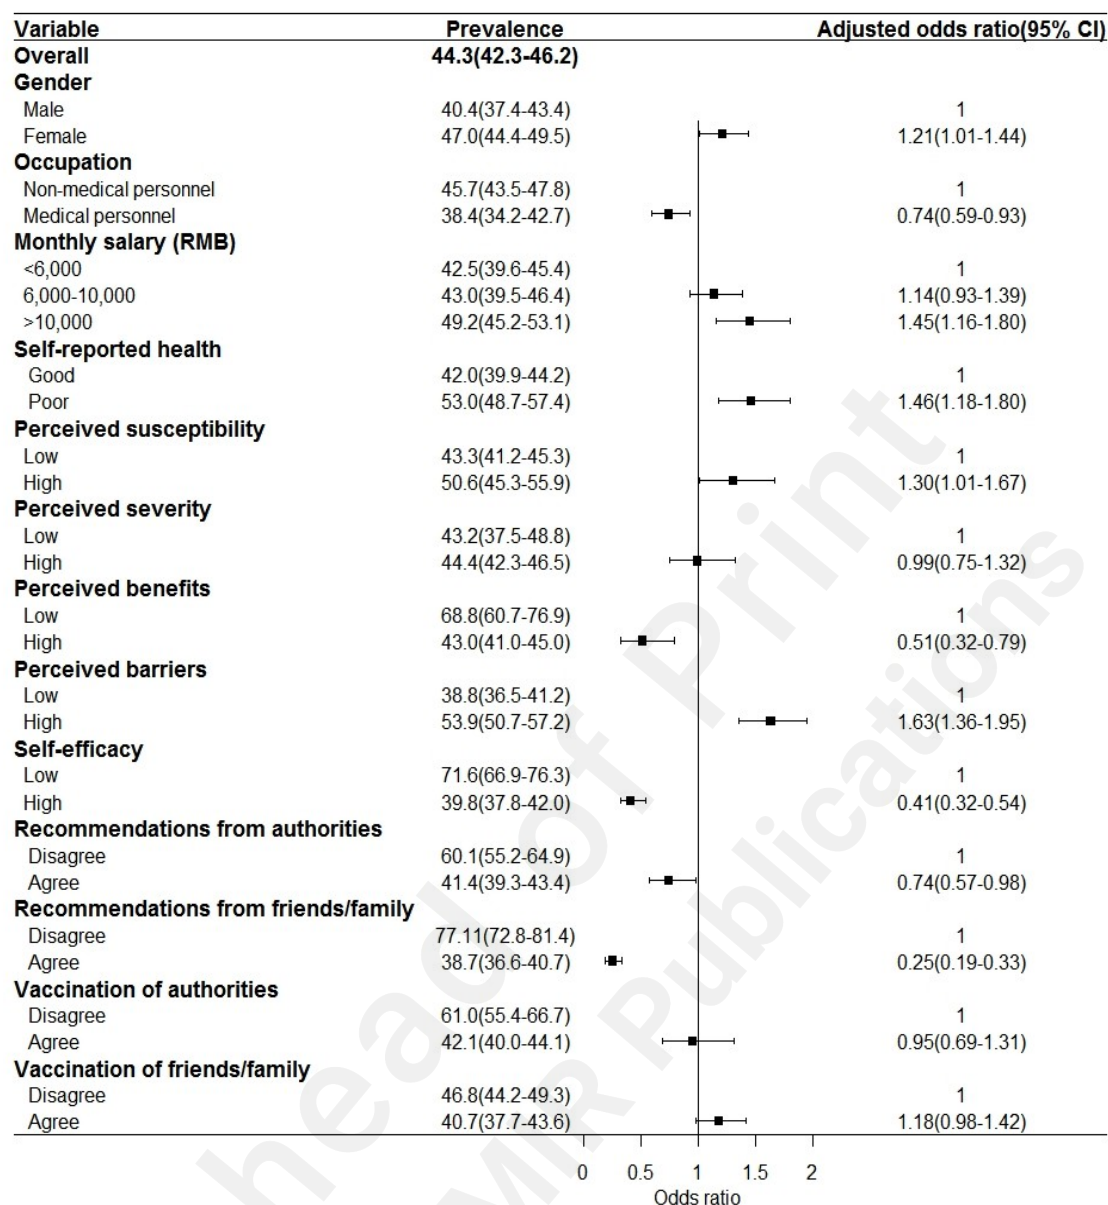 Variable Prevalence Adjusted odds ratio(95% CI)
Overall 44.3(42.3-46.2)
Gender
Male 40.4(37.4-43.4) 1
Female 47.0(44.4-49.5) 1.21(1.01-1.44)
Occupation
Non-medical personnel 45.7(43.5-47.8) 1
Medical personnel 38.4(34.2-42.7) 0.74(0.59-0.93)
Monthly salary (RMB)
<6,000 42.5(39.6-45.4) 1
6,000-10,000 43.0(39.5-46.4) 1.14(0.93-1.39)
>10,000 49.2(45.2-53.1) 1.45(1.16-1.80)
Self-reported health
Good 42.0(39.9-44.2) 1
Poor 53.0(48.7-57.4) 1.46(1.18-1.80)
Perceived susceptibility
Low 43.3(41.2-45.3) 1
High 50.6(45.3-55.9) 1.30(1.01-1.67)
Perceived severity
Low 43.2(37.5-48.8) 1
High 44.4(42.3-46.5) 0.99(0.75-1.32)
Perceived benefits
Low 68.8(60.7-76.9) 1
High 43.0(41.0-45.0) 0.51(0.32-0.79)
Perceived barriers
Low 38.8(36.5-41.2) 1
High 53.9(50.7-57.2) 1.63(1.36-1.95)
Self-efficacy
Low 71.6(66.9-76.3) 1
High 39.8(37.8-42.0) 0.41(0.32-0.54)
Recommendations from authorities
Disagree 60.1(55.2-64.9) 1
Agree 41.4(39.3-43.4) 0.74(0.57-0.98)
Recommendations from friends/family
Disagree 77.11(72.8-81.4) 1
Agree 38.7(36.6-40.7) 0.25(0.19-0.33)
Vaccination of authorities
Disagree 61.0(55.4-66.7) 1
Agree 42.1(40.0-44.1) 0.95(0.69-1.31)
Vaccination of friends/family
Disagree 46.8(44.2-49.3) 1
Agree 40.7(37.7-43.6) 1.18(0.98-1.42)
0 0.5 1 1.5 2
Odds ratio
head of Print
MIR Publications